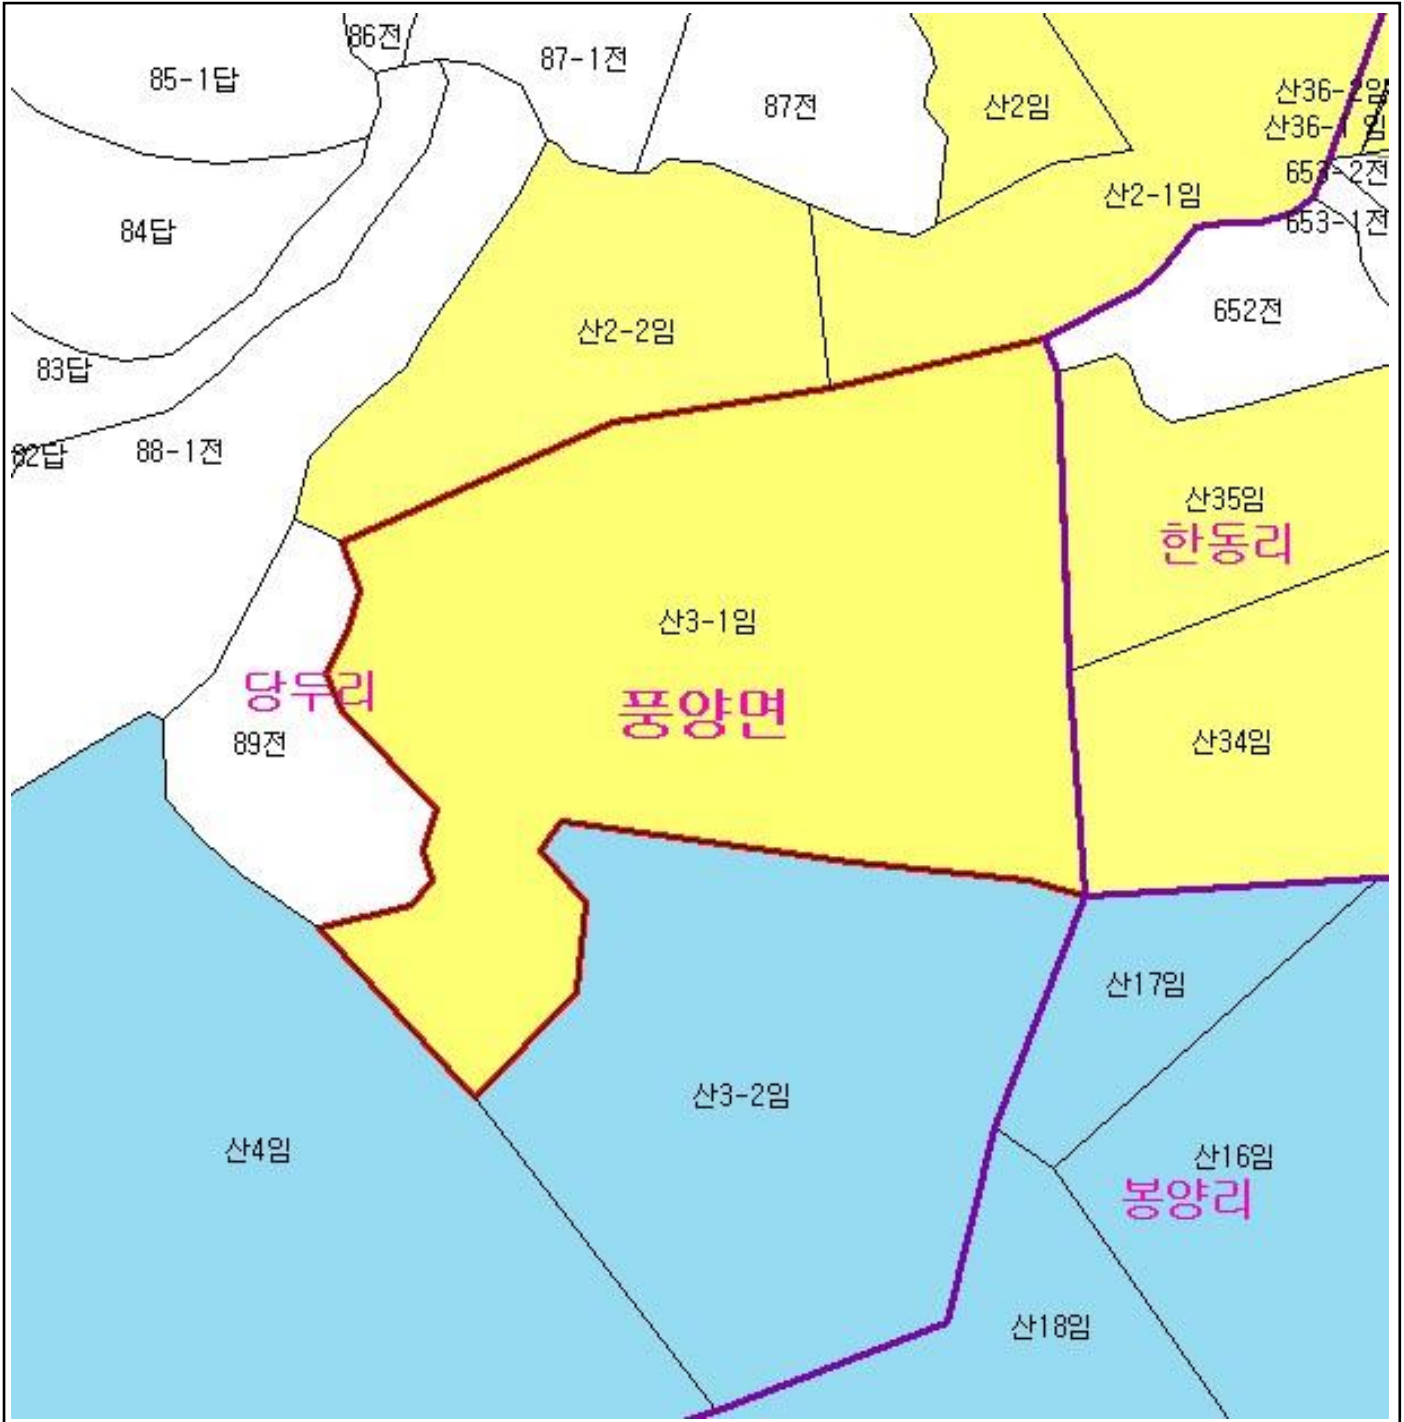 86전
87-1전
85-1답
87전
산2임
산36-2임
산36-1임
653-2전
산2-1임
653-1전
84답
652전
산2-2임
83답
82답
88-1전
산35임
한동리
산3-1임
당두리
풍양면
89전
산34임
산17임
산3-2임
산4임
산16임
봉양리
산18임